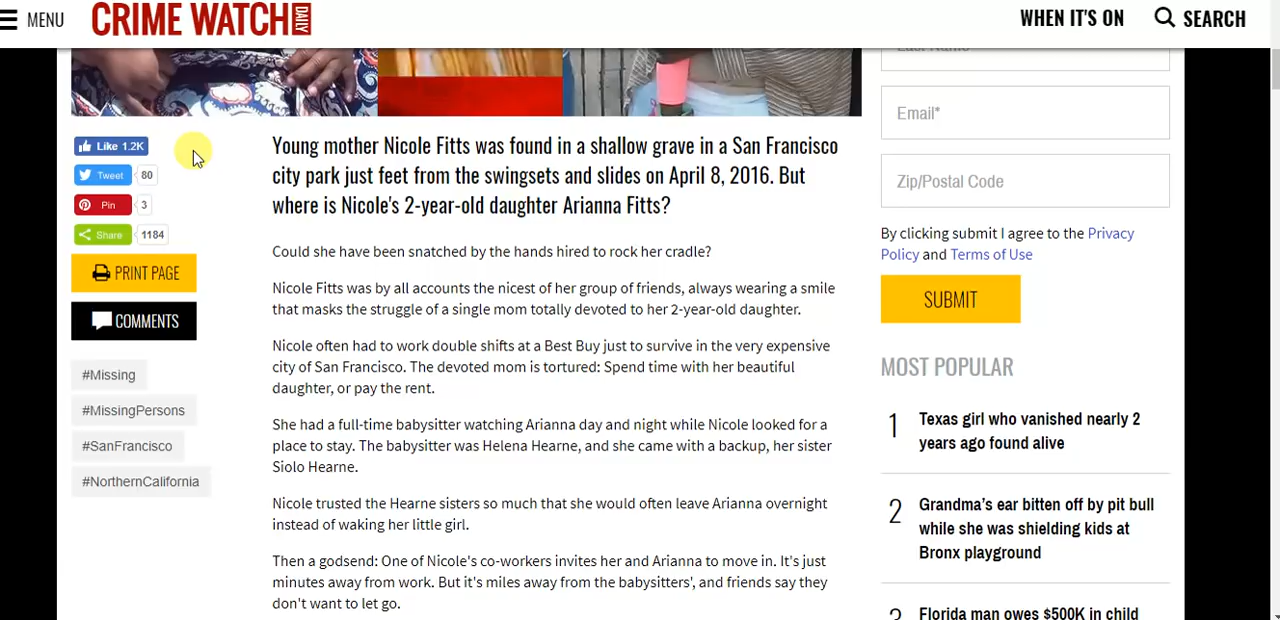 MENU
CRIME WATCH DAILY
WHEN IT'S ON
SEARCH
Last Name
Like 1.2K
Tweet 80
Pin 3
Share 1184
PRINT PAGE
COMMENTS
#Missing
#MissingPersons
#SanFrancisco
#NorthernCalifornia
Young mother Nicole Fitts was found in a shallow grave in a San Francisco
city park just feet from the swingsets and slides on April 8, 2016. But
where is Nicole's 2-year-old daughter Arianna Fitts?
Could she have been snatched by the hands hired to rock her cradle?
Nicole Fitts was by all accounts the nicest of her group of friends, always wearing a smile
that masks the struggle of a single mom totally devoted to her 2-year-old daughter.
Nicole often had to work double shifts at a Best Buy just to survive in the very expensive
city of San Francisco. The devoted mom is tortured: Spend time with her beautiful
daughter, or pay the rent.
She had a full-time babysitter watching Arianna day and night while Nicole looked for a
place to stay. The babysitter was Helena Hearne, and she came with a backup, her sister
Siolo Hearne.
Nicole trusted the Hearne sisters so much that she would often leave Arianna overnight
instead of waking her little girl.
Then a godsend: One of Nicole's co-workers invites her and Arianna to move in. It's just
minutes away from work. But it's miles away from the babysitters', and friends say they
don't want to let go.
Email*
Zip/Postal Code
By clicking submit I agree to the Privacy
Policy and Terms of Use
SUBMIT
MOST POPULAR
1 Texas girl who vanished nearly 2
years ago found alive
2 Grandma's ear bitten off by pit bull
while she was shielding kids at
Bronx playground
3 Florida man owes $500K in child